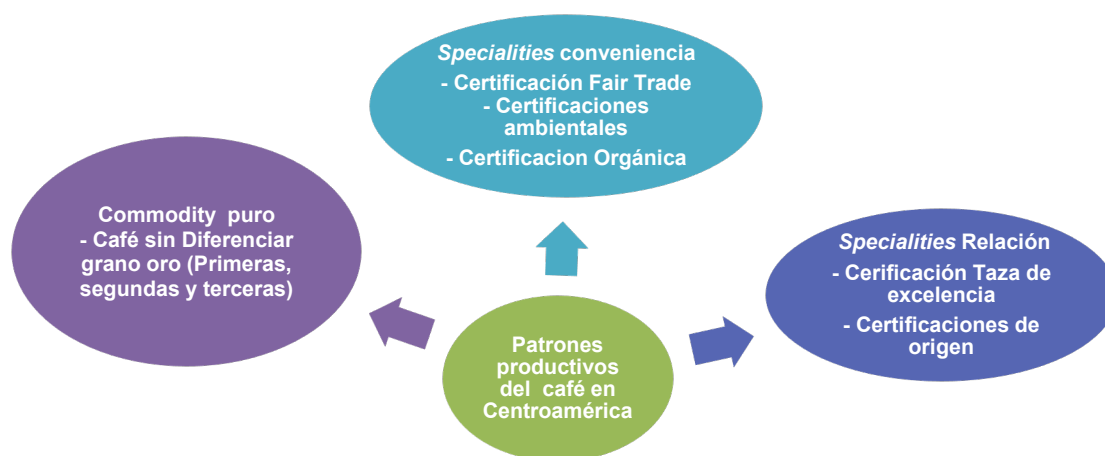 Specialities conveniencia
- Certificación Fair Trade
- Certificaciones
ambientales
- Certificacion Orgánica
Commodity puro
- Café sin Diferenciar
grano oro (Primeras,
segundas y terceras)
Specialities Relación
- Cerificación Taza de
excelencia
- Certificaciones de
origen
Patrones
productivos
del café en
Centroamérica